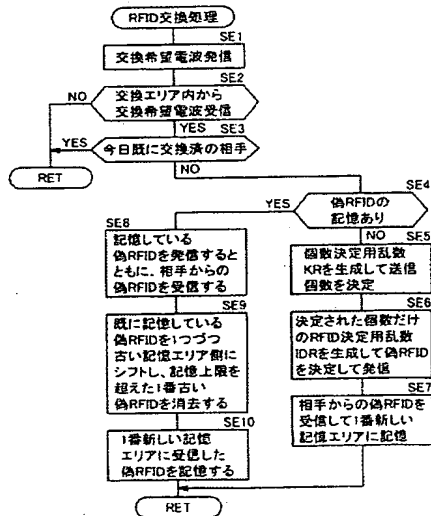 RFID交換処理
SE1
交換希望電波発信
SE2
交換エリア内から
交換希望電波受信
NO
YES
SE3
今日既に交換済の相手
YES
NO
RET
SE4
偽RFIDの
記憶あり
YES
NO
SE8
記憶している
偽RFIDを発信すると
ともに、相手からの
偽RFIDを受信する
SE9
既に記憶している
偽RFIDを1つづつ
古い記憶エリア側に
シフトし、記憶上限を
超えた1番古い
偽RFIDを消去する
SE10
1番新しい記憶
エリアに受信した
偽RFIDを記憶する
SE5
個数決定用乱数
KRを生成して送信
個数を決定
SE6
決定された個数だけ
のRFID決定用乱数
IDRを生成して偽RFID
を決定して発信
SE7
相手からの偽RFIDを
受信して1番新しい
記憶エリアに記憶
RET